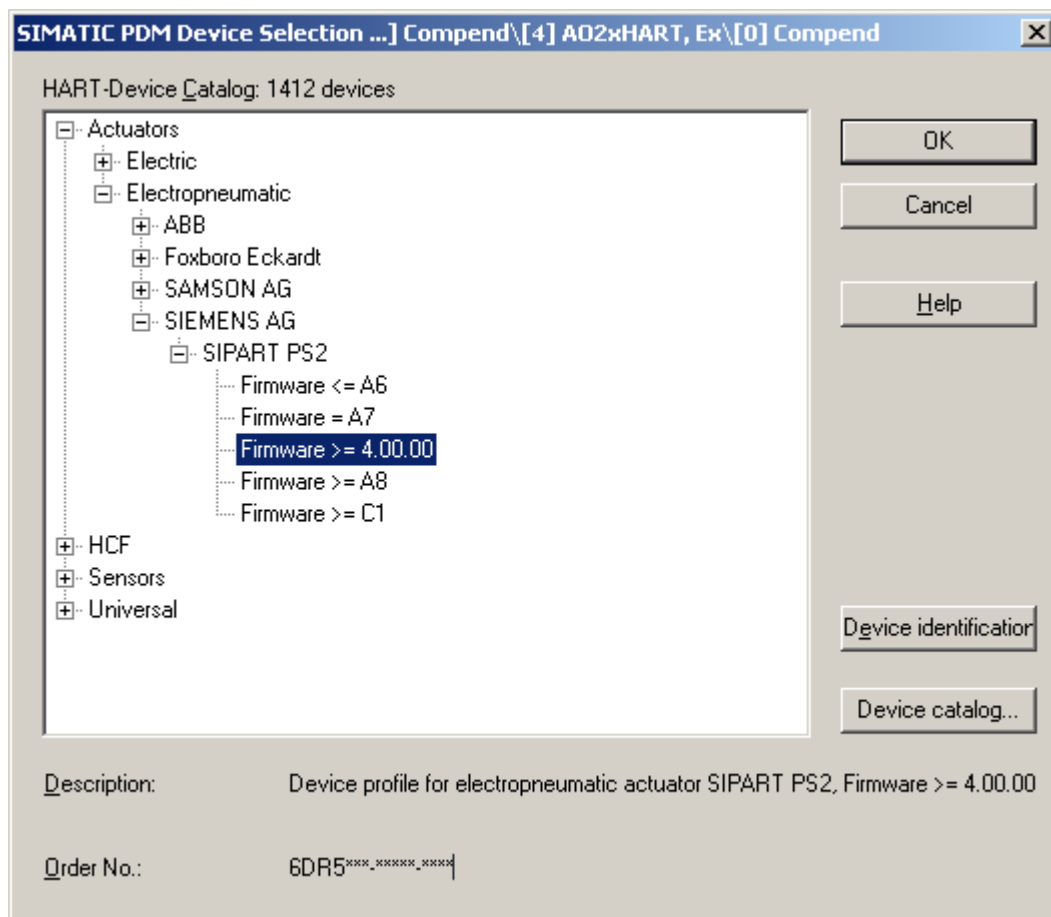 SIMATIC PDM Device Selection ...] Compend\[4] AO2xHART, Ex\[0] Compend
HART-Device Catalog: 1412 devices
Actuators
Electric
Electropneumatic
ABB
Foxboro Eckardt
SAMSON AG
SIEMENS AG
SIPART PS2
Firmware <= A6
Firmware = A7
Firmware >= 4.00.00
Firmware >= A8
Firmware >= C1
HCF
Sensors
Universal
OK
Cancel
Help
Device identification
Device catalog...
Description: Device profile for electropneumatic actuator SIPART PS2, Firmware >= 4.00.00
Order No.: 6DR5***-*****-****